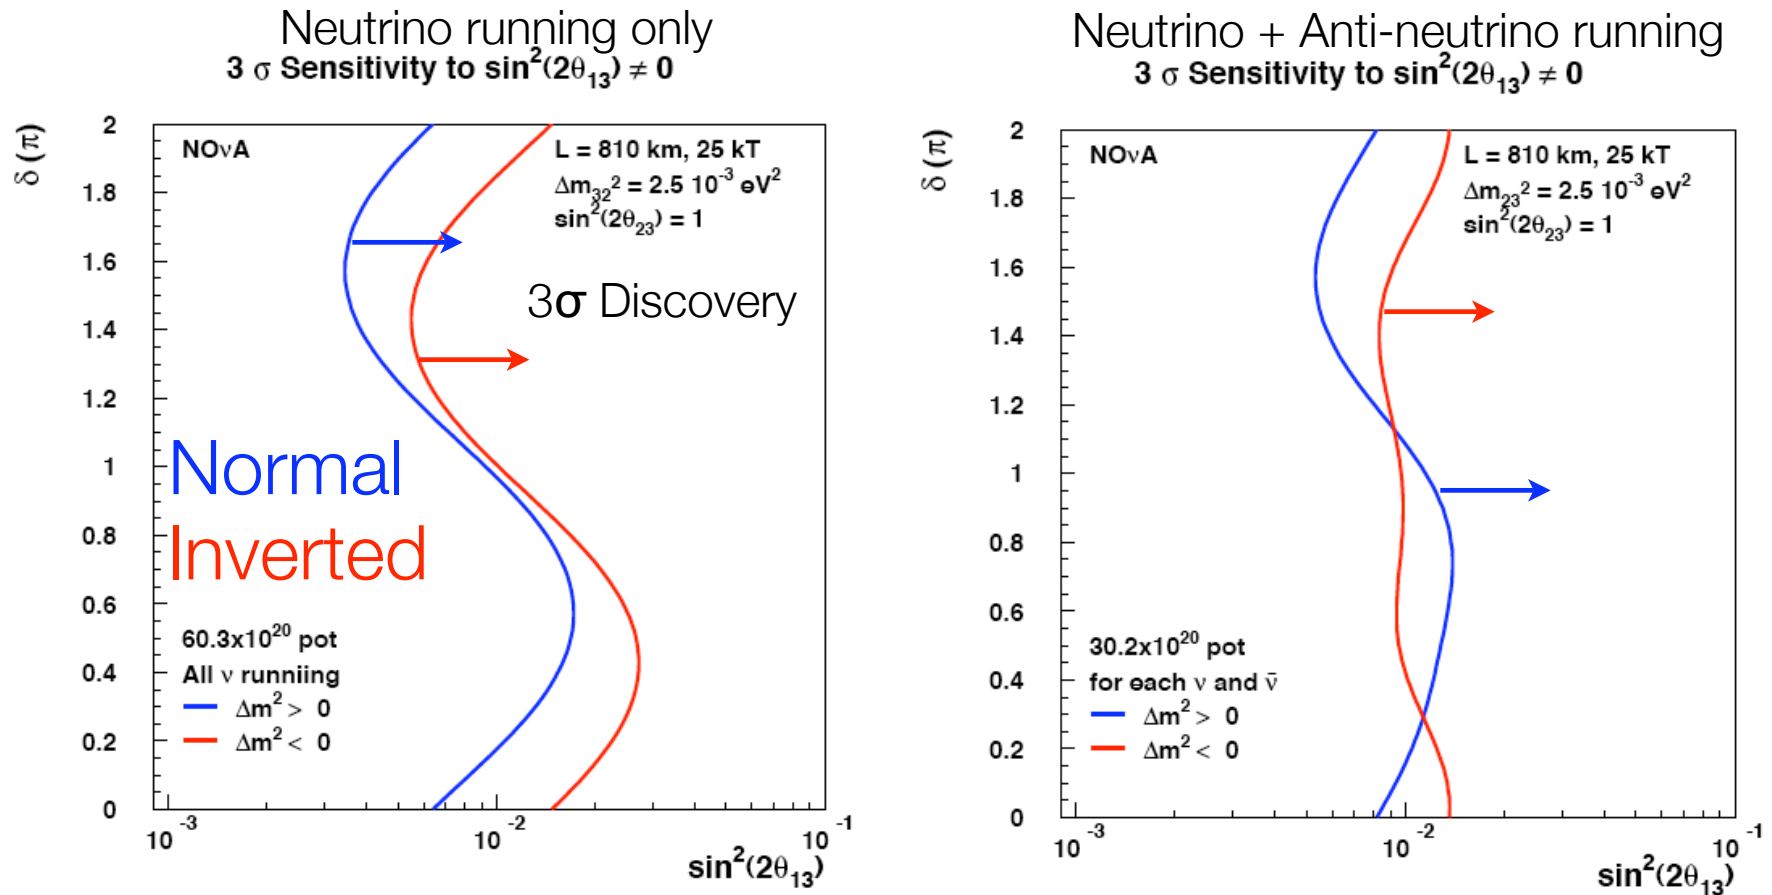 Neutrino running only
3 σ Sensitivity to sin²(2θ₁₃) ≠ 0
δ (π)
2
1.8
1.6
1.4
1.2
1
0.8
0.6
0.4
0.2
0
NOνA
L = 810 km, 25 kT
Δm₃₂² = 2.5 10⁻³ eV²
sin²(2θ₂₃) = 1
3σ Discovery
Normal
Inverted
60.3x10²⁰ pot
All ν runniing
Δm² > 0
Δm² < 0
10⁻³
10⁻²
10⁻¹
sin²(2θ₁₃)
Neutrino + Anti-neutrino running
3 σ Sensitivity to sin²(2θ₁₃) ≠ 0
δ (π)
2
1.8
1.6
1.4
1.2
1
0.8
0.6
0.4
0.2
0
NOνA
L = 810 km, 25 kT
Δm₂₃² = 2.5 10⁻³ eV²
sin²(2θ₂₃) = 1
30.2x10²⁰ pot
for each ν and ν̄
Δm² > 0
Δm² < 0
10⁻³
10⁻²
10⁻¹
sin²(2θ₁₃)